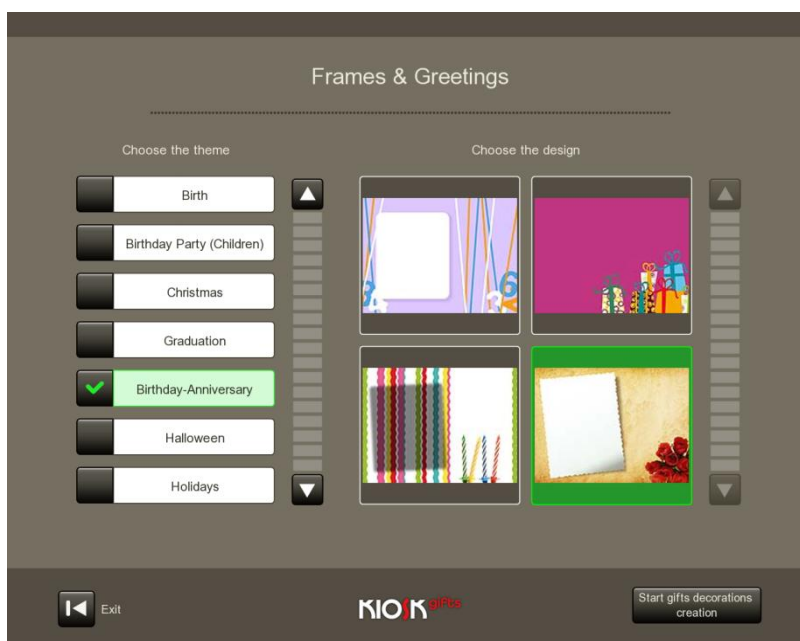 Frames & Greetings
Choose the theme
Choose the design
Birth
Birthday Party (Children)
Christmas
Graduation
Birthday-Anniversary
Halloween
Holidays
Exit
KIOSK gifts
Start gifts decorations
creation